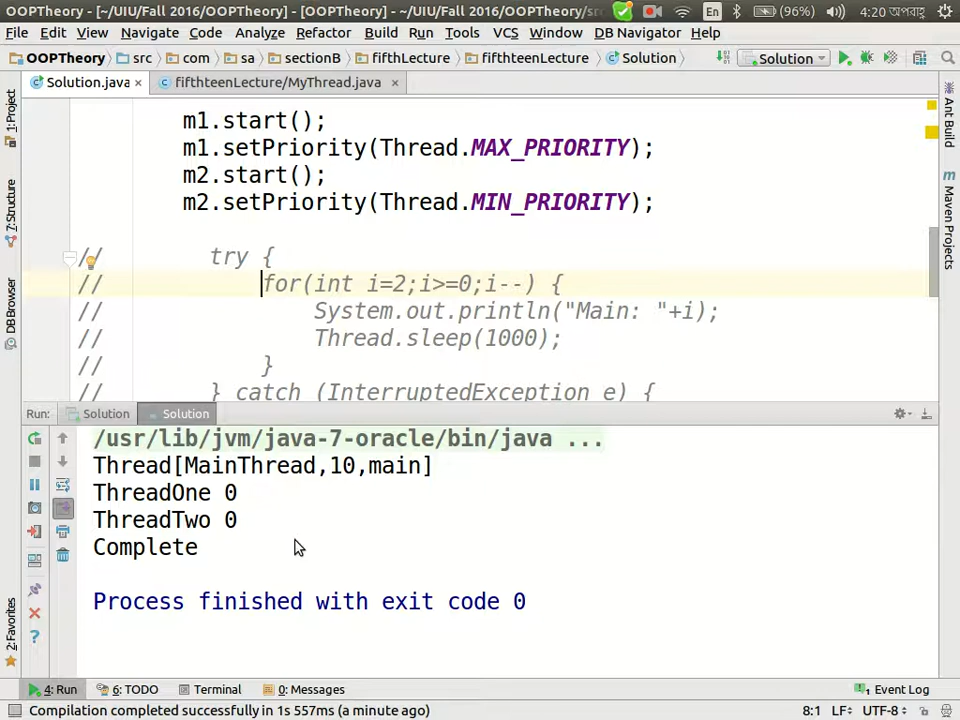 OOPTheory – [OOPTheory] - [~/UIU/Fall 2016/OOPTheory] - ~/UIU/Fall 2016/OOPTheory/
En (96%) 4:20 অপরাহ্ণ
File Edit View Navigate Code Analyze Refactor Build Run Tools VCS Window DB Navigator Help
OOPTheory src com sa sectionB fifthLecture fifthteenLecture Solution Solution
Solution.java × fifthteenLecture/MyThread.java ×
m1.start();
m1.setPriority(Thread.MAX_PRIORITY);
m2.start();
m2.setPriority(Thread.MIN_PRIORITY);
// try {
// for(int i=2;i>=0;i--) {
// System.out.println("Main: "+i);
// Thread.sleep(1000);
// }
// } catch (InterruptedException e) {
1: Project
7: Structure
DB Browser
2: Favorites
Ant Build
Maven Projects
Run: Solution Solution
/usr/lib/jvm/java-7-oracle/bin/java ...
Thread[MainThread,10,main]
ThreadOne 0
ThreadTwo 0
Complete
Process finished with exit code 0
4: Run 6: TODO Terminal 0: Messages Event Log
Compilation completed successfully in 1s 557ms (a minute ago) 8:1 LF UTF-8